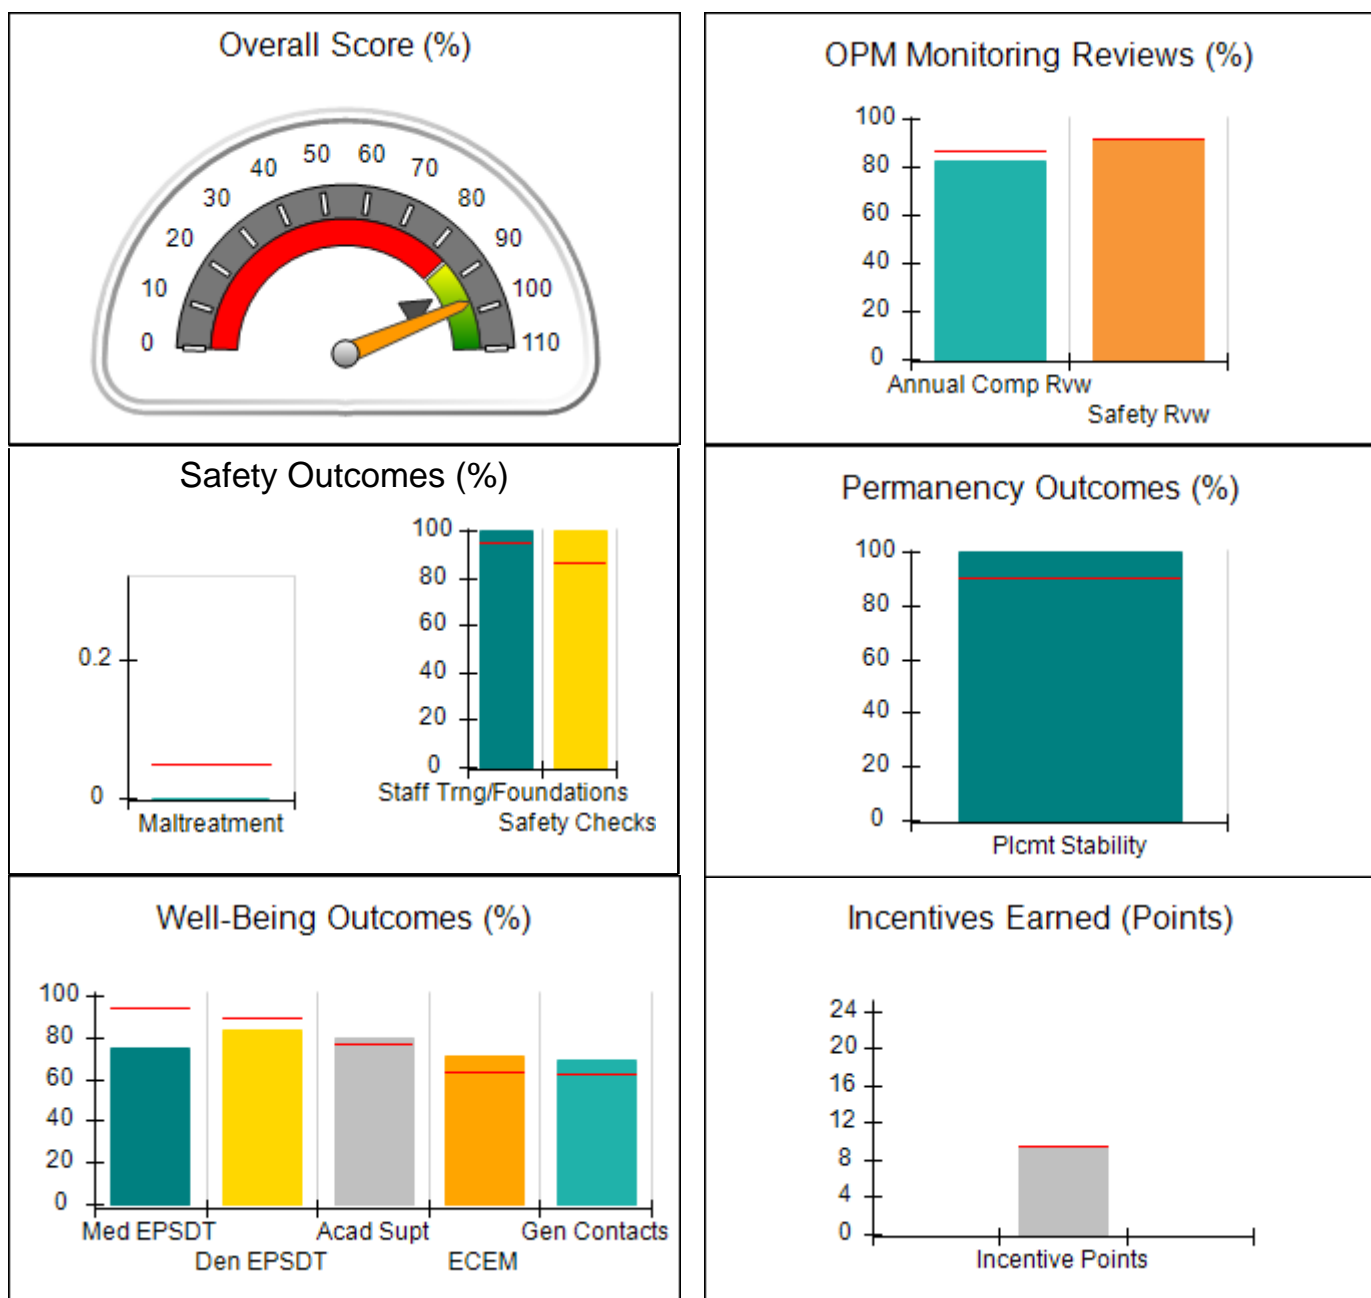 Overall Score (%)
0 10 20 30 40 50 60 70 80 90 100 110
OPM Monitoring Reviews (%)
100
80
60
40
20
0
Annual Comp Rvw
Safety Rvw
Safety Outcomes (%)
0.2
0
Maltreatment
100
80
60
40
20
0
Staff Trng/Foundations
Safety Checks
Permanency Outcomes (%)
100
80
60
40
20
0
Plcmt Stability
Well-Being Outcomes (%)
100
80
60
40
20
0
Med EPSDT Acad Supt Gen Contacts
Den EPSDT ECEM
Incentives Earned (Points)
24
20
16
12
8
4
0
Incentive Points